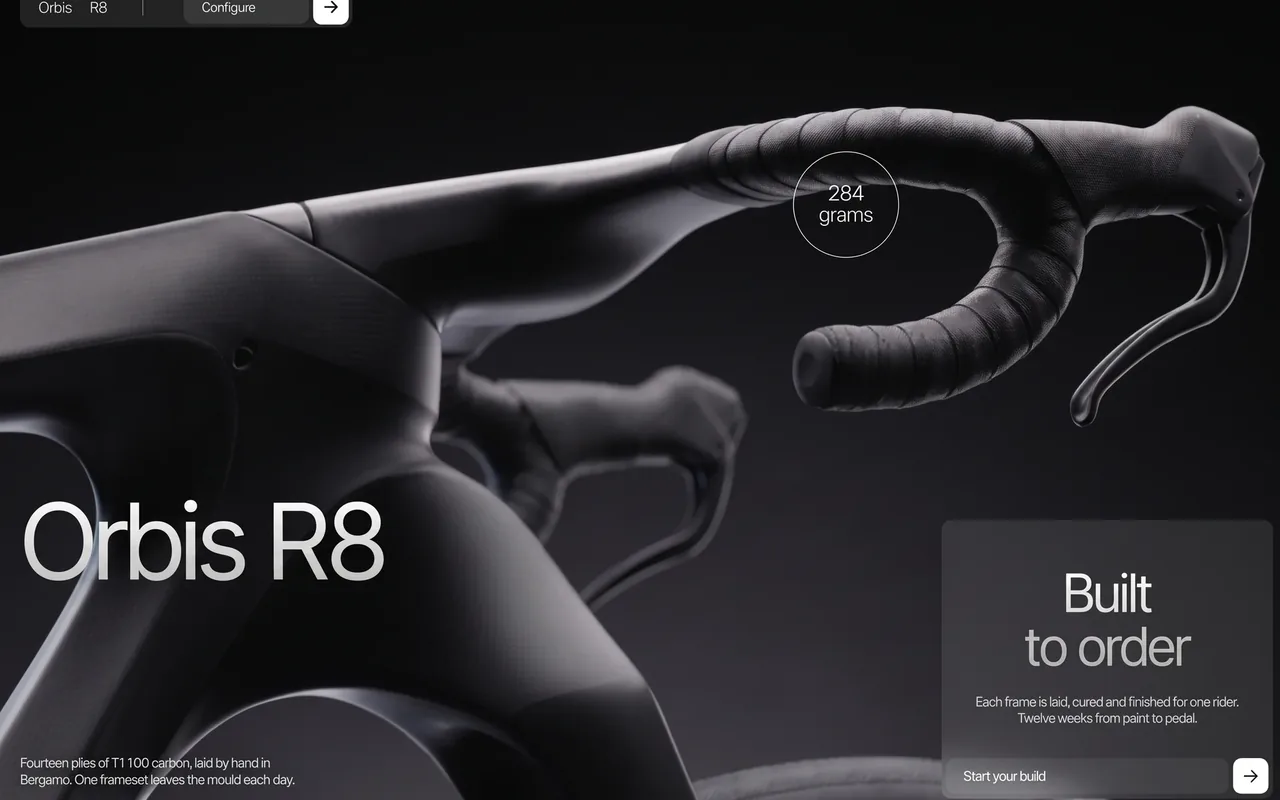 Orbis R8 Configure
284
grams
Orbis R8
Built
to order
Each frame is laid, cured and finished for one rider.
Twelve weeks from paint to pedal.
Start your build
Fourteen plies of T1100 carbon, laid by hand in
Bergamo. One frameset leaves the mould each day.